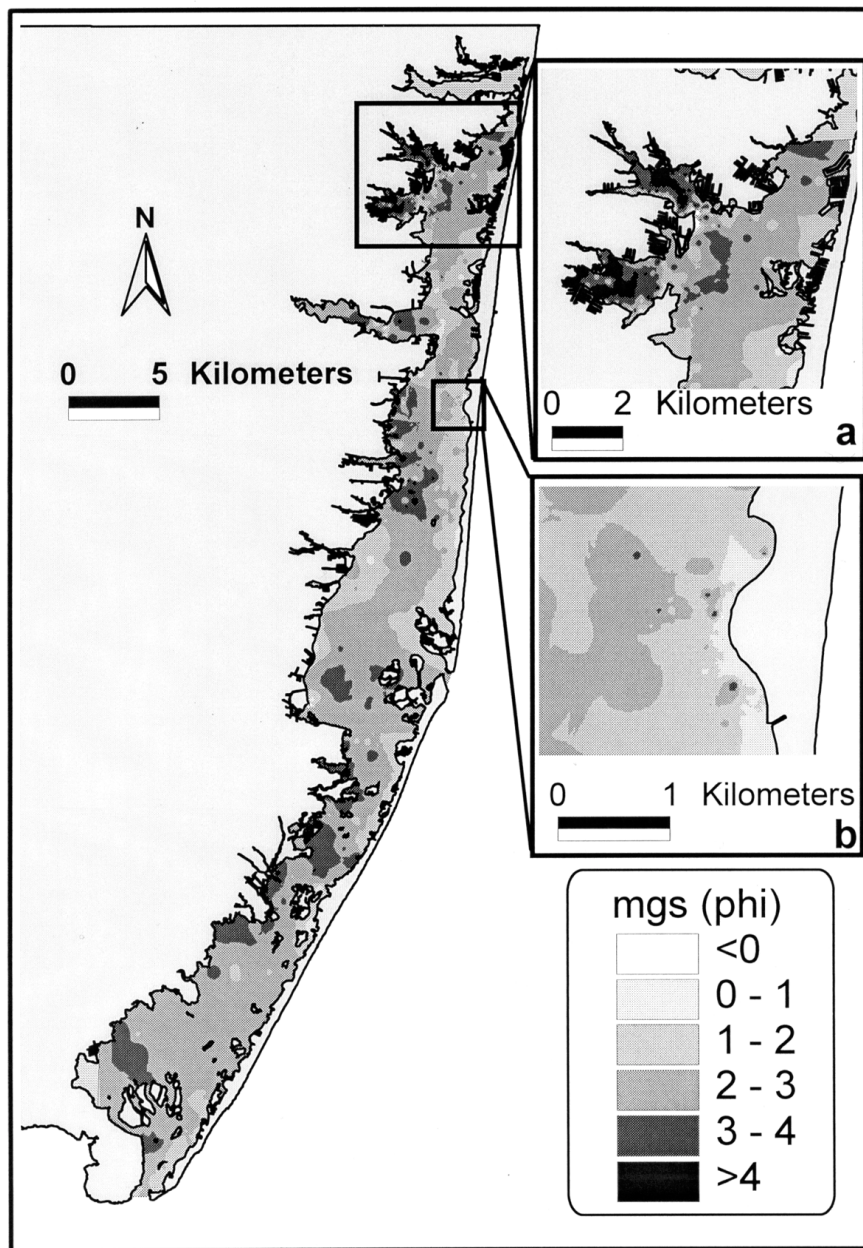 N
0 5 Kilometers
0 2 Kilometers
a
0 1 Kilometers
b
mgs (phi)
<0
0 - 1
1 - 2
2 - 3
3 - 4
>4